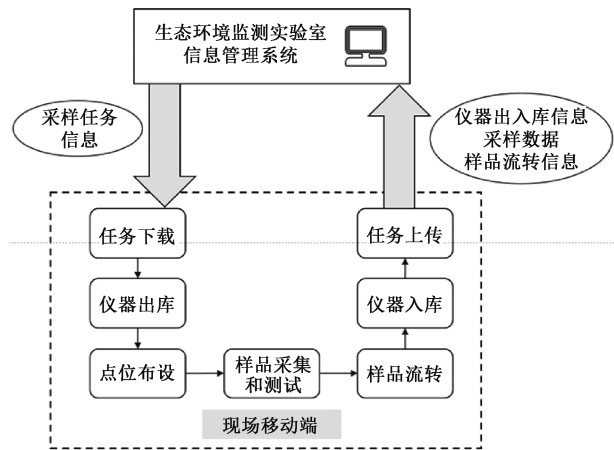 生态环境监测实验室
信息管理系统
采样任务
信息
仪器出入库信息
采样数据
样品流转信息
任务下载
任务上传
仪器出库
仪器入库
点位布设
样品采集
和测试
样品流转
现场移动端